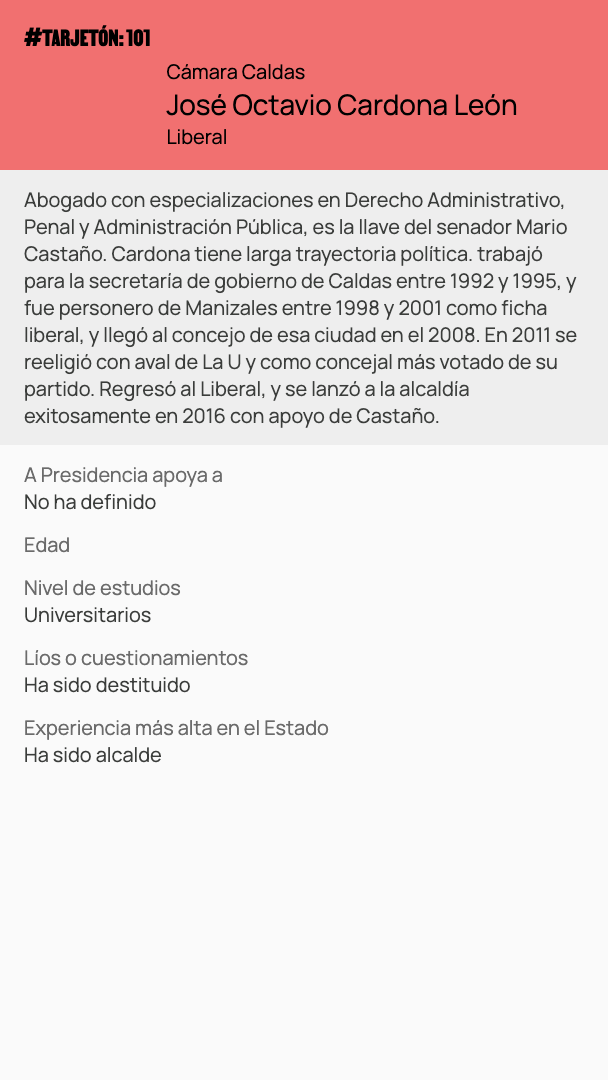 #TARJETÓN: 101
Cámara Caldas
José Octavio Cardona León
Liberal
Abogado con especializaciones en Derecho Administrativo,
Penal y Administración Pública, es la llave del senador Mario
Castaño. Cardona tiene larga trayectoria política. trabajó
para la secretaría de gobierno de Caldas entre 1992 y 1995, y
fue personero de Manizales entre 1998 y 2001 como ficha
liberal, y llegó al concejo de esa ciudad en el 2008. En 2011 se
reeligió con aval de La U y como concejal más votado de su
partido. Regresó al Liberal, y se lanzó a la alcaldía
exitosamente en 2016 con apoyo de Castaño.
A Presidencia apoya a
No ha definido
Edad
Nivel de estudios
Universitarios
Líos o cuestionamientos
Ha sido destituido
Experiencia más alta en el Estado
Ha sido alcalde